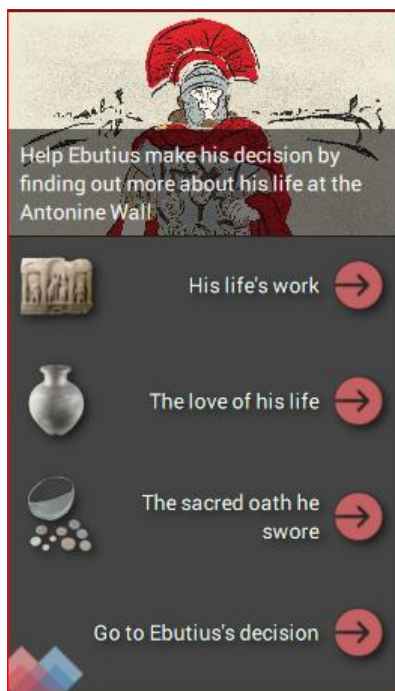 Help Ebutius make his decision by
finding out more about his life at the
Antonine Wall
His life's work
The love of his life
The sacred oath he
swore
Go to Ebutius's decision